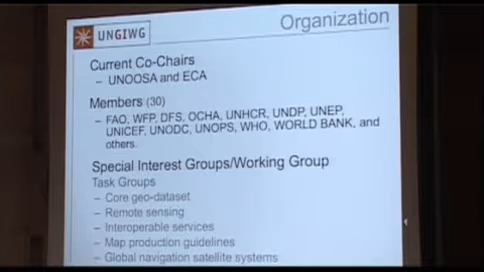 UNGIWG
Organization
Current Co-Chairs
– UNOOSA and ECA
Members (30)
– FAO, WFP, DFS, OCHA, UNHCR, UNDP, UNEP,
UNICEF, UNODC, UNOPS, WHO, WORLD BANK, and
others.
Special Interest Groups/Working Group
Task Groups
– Core geo-dataset
– Remote sensing
– Interoperable services
– Map production guidelines
– Global navigation satellite systems